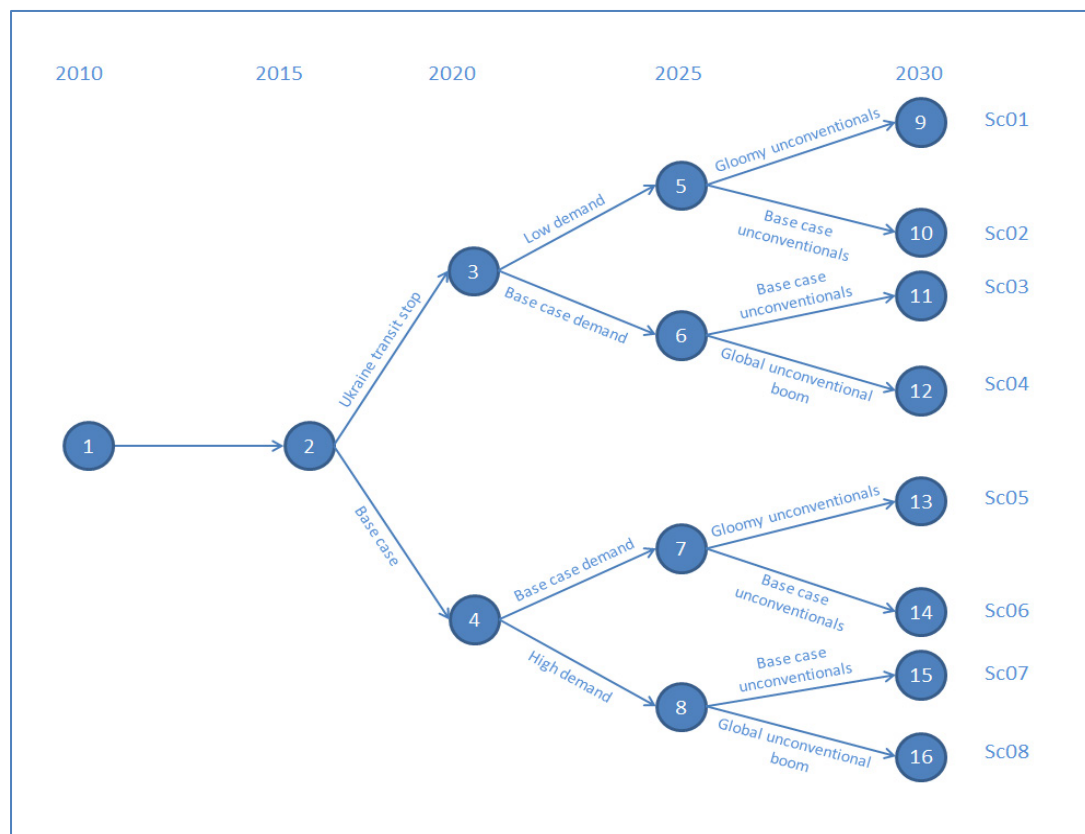 2010 2015 2020 2025 2030
9 Sc01
Gloomy unconventionals
5
Low demand
Base case
unconventionals
10 Sc02
3
Base case demand
Base case
unconventionals
11 Sc03
6
Global unconventional
boom
12 Sc04
Ukraine transit stop
1
2
Base case
Gloomy unconventionals
13 Sc05
7
Base case demand
Base case
unconventionals
14 Sc06
4
High demand
Base case
unconventionals
15 Sc07
8
Global unconventional
boom
16 Sc08